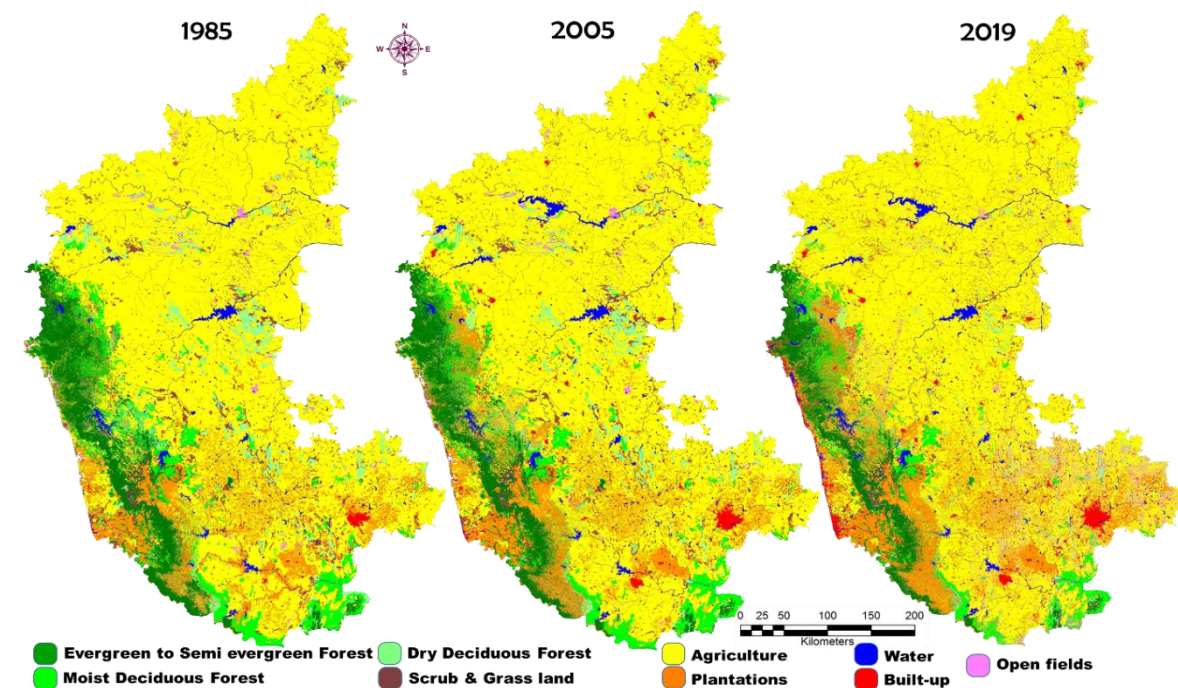 1985
2005
2019
N
W E
S
0 25 50 100 150 200
Kilometers
Evergreen to Semi evergreen Forest
Dry Deciduous Forest
Agriculture
Water
Open fields
Moist Deciduous Forest
Scrub & Grass land
Plantations
Built-up